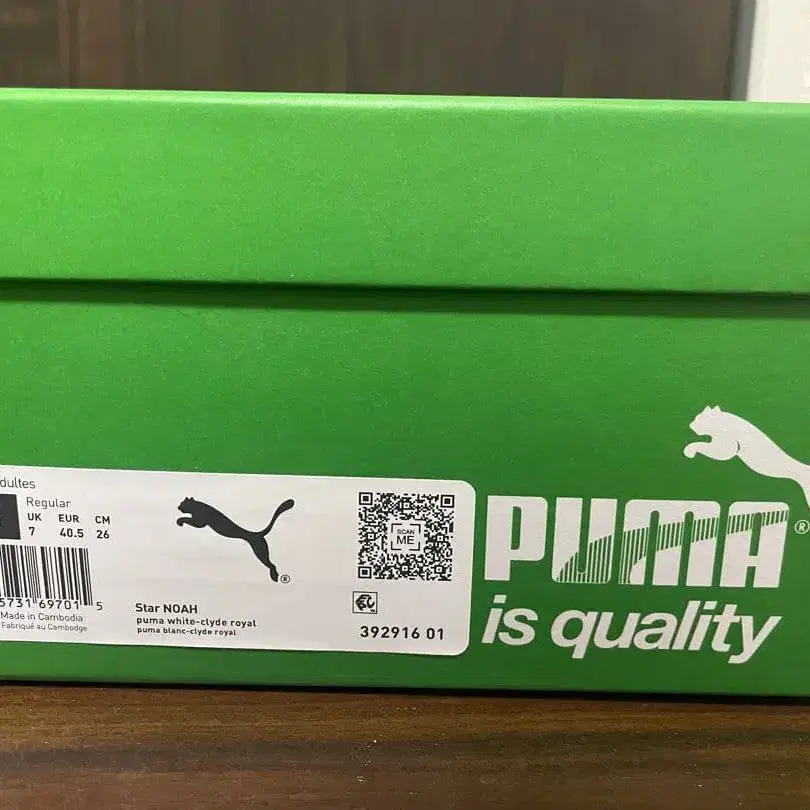 dultes
Regular
UK EUR CM
7 40.5 26
5731 69701 5
Made in Cambodia
Fabriqué au Cambodge
®
Star NOAH
puma white-clyde royal
puma blanc-clyde royal
SCAN
ME
392916 01
PUMA®
is quality